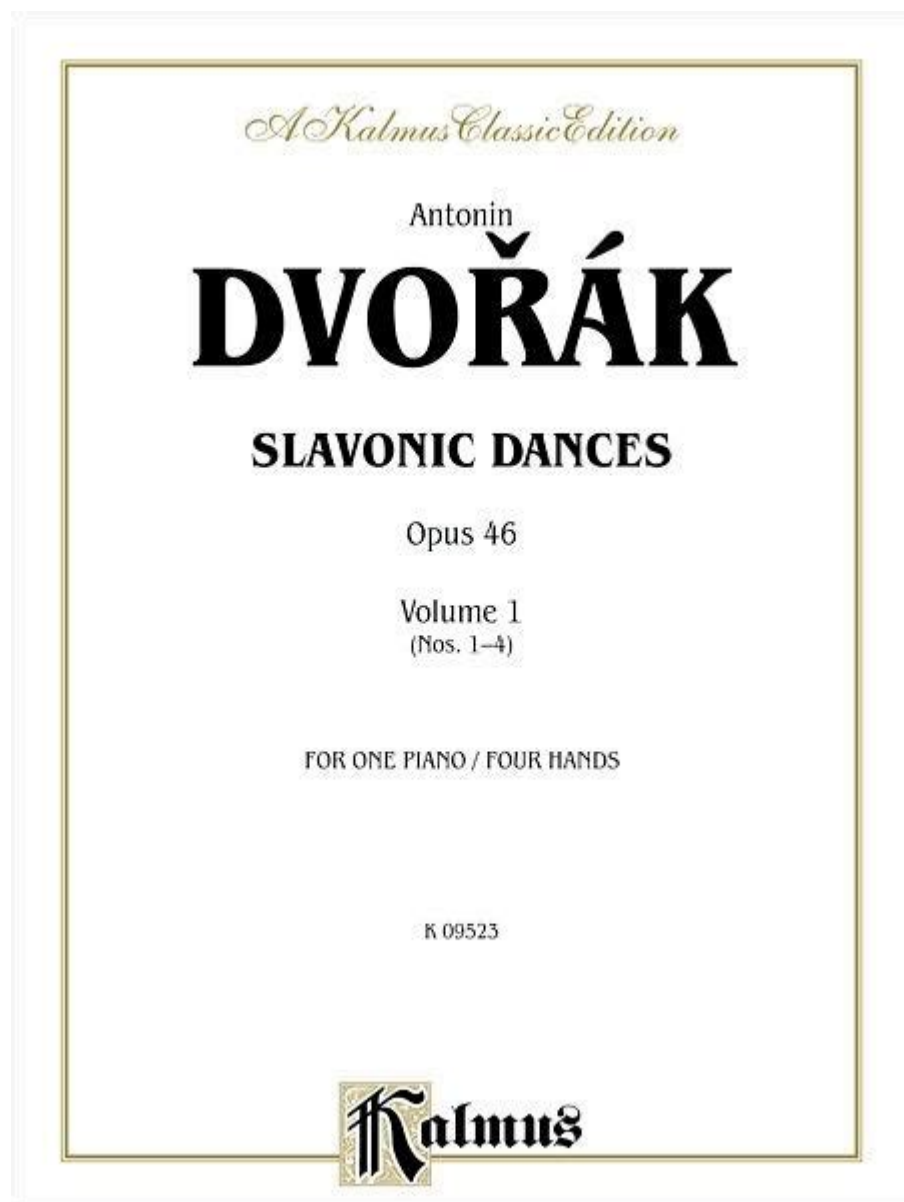 A Kalmus Classic Edition
Antonin
DVOŘÁK
SLAVONIC DANCES
Opus 46
Volume 1
(Nos. 1–4)
FOR ONE PIANO / FOUR HANDS
K 09523
Kalmus